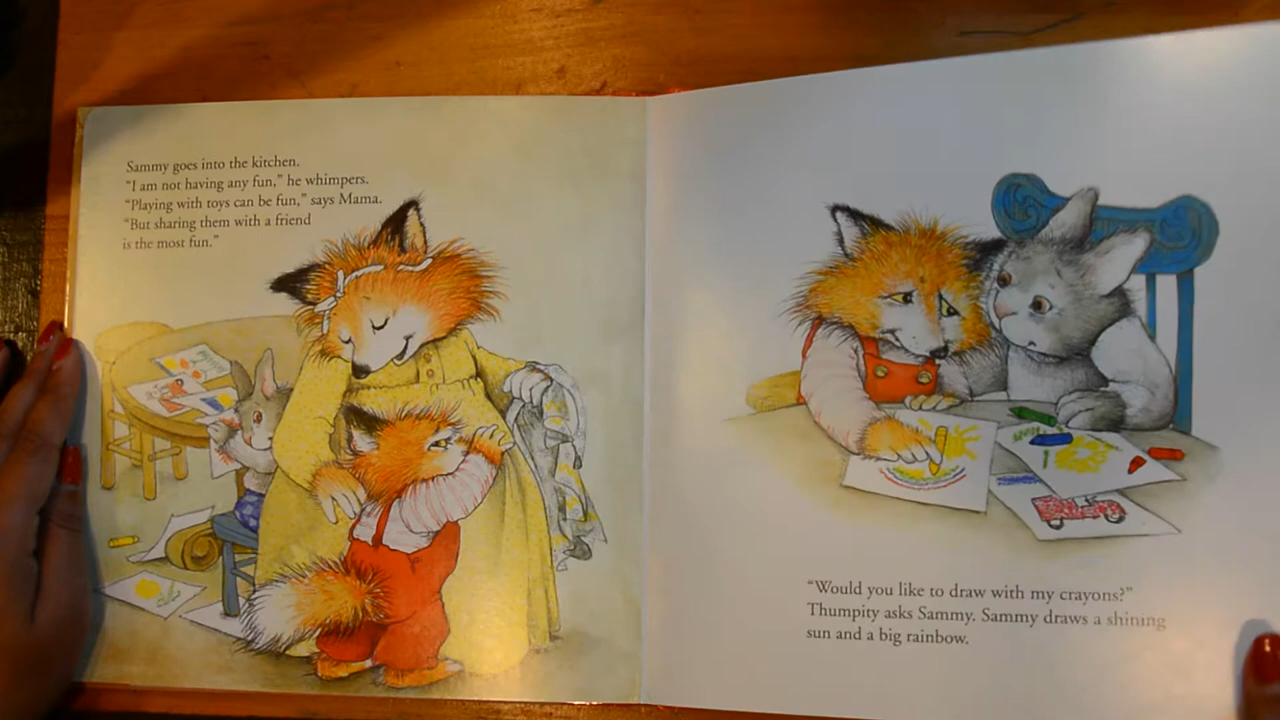 Sammy goes into the kitchen.
“I am not having any fun,” he whimpers.
“Playing with toys can be fun,” says Mama.
“But sharing them with a friend
is the most fun.”
“Would you like to draw with my crayons?”
Thumpity asks Sammy. Sammy draws a shining
sun and a big rainbow.